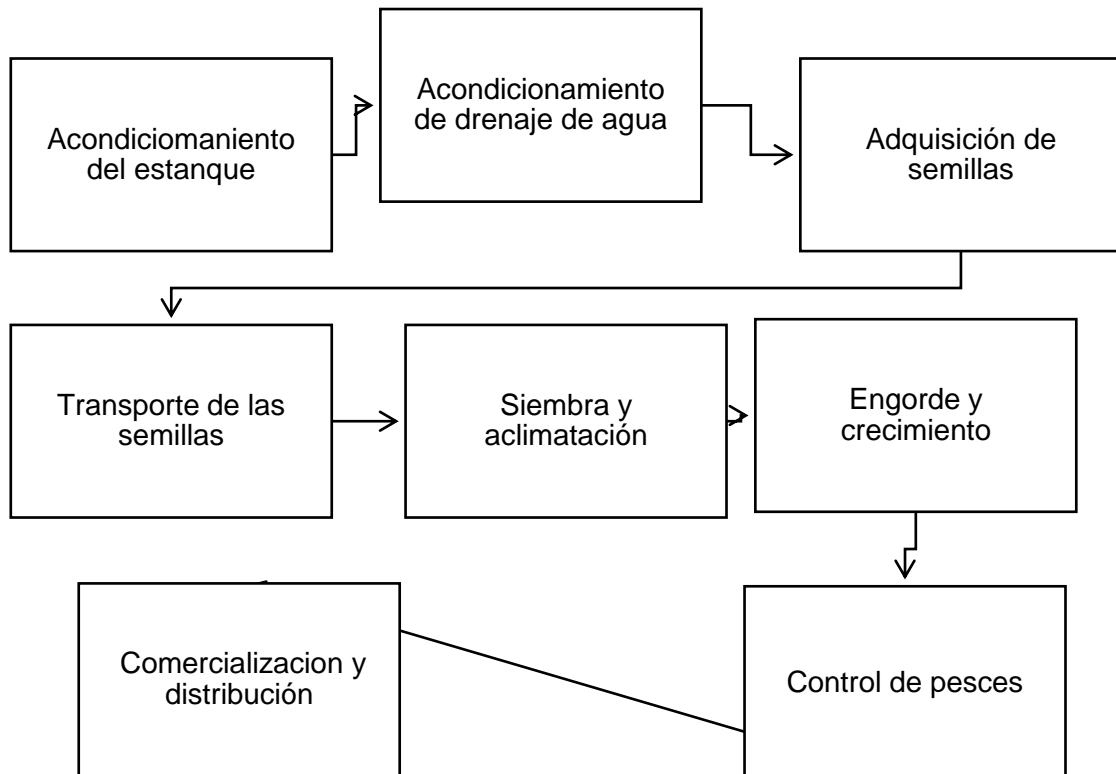 Acondiciomaniento
del estanque
Acondicionamiento
de drenaje de agua
Adquisición de
semillas
Transporte de las
semillas
Siembra y
aclimatación
Engorde y
crecimiento
Comercializacion y
distribución
Control de pesces